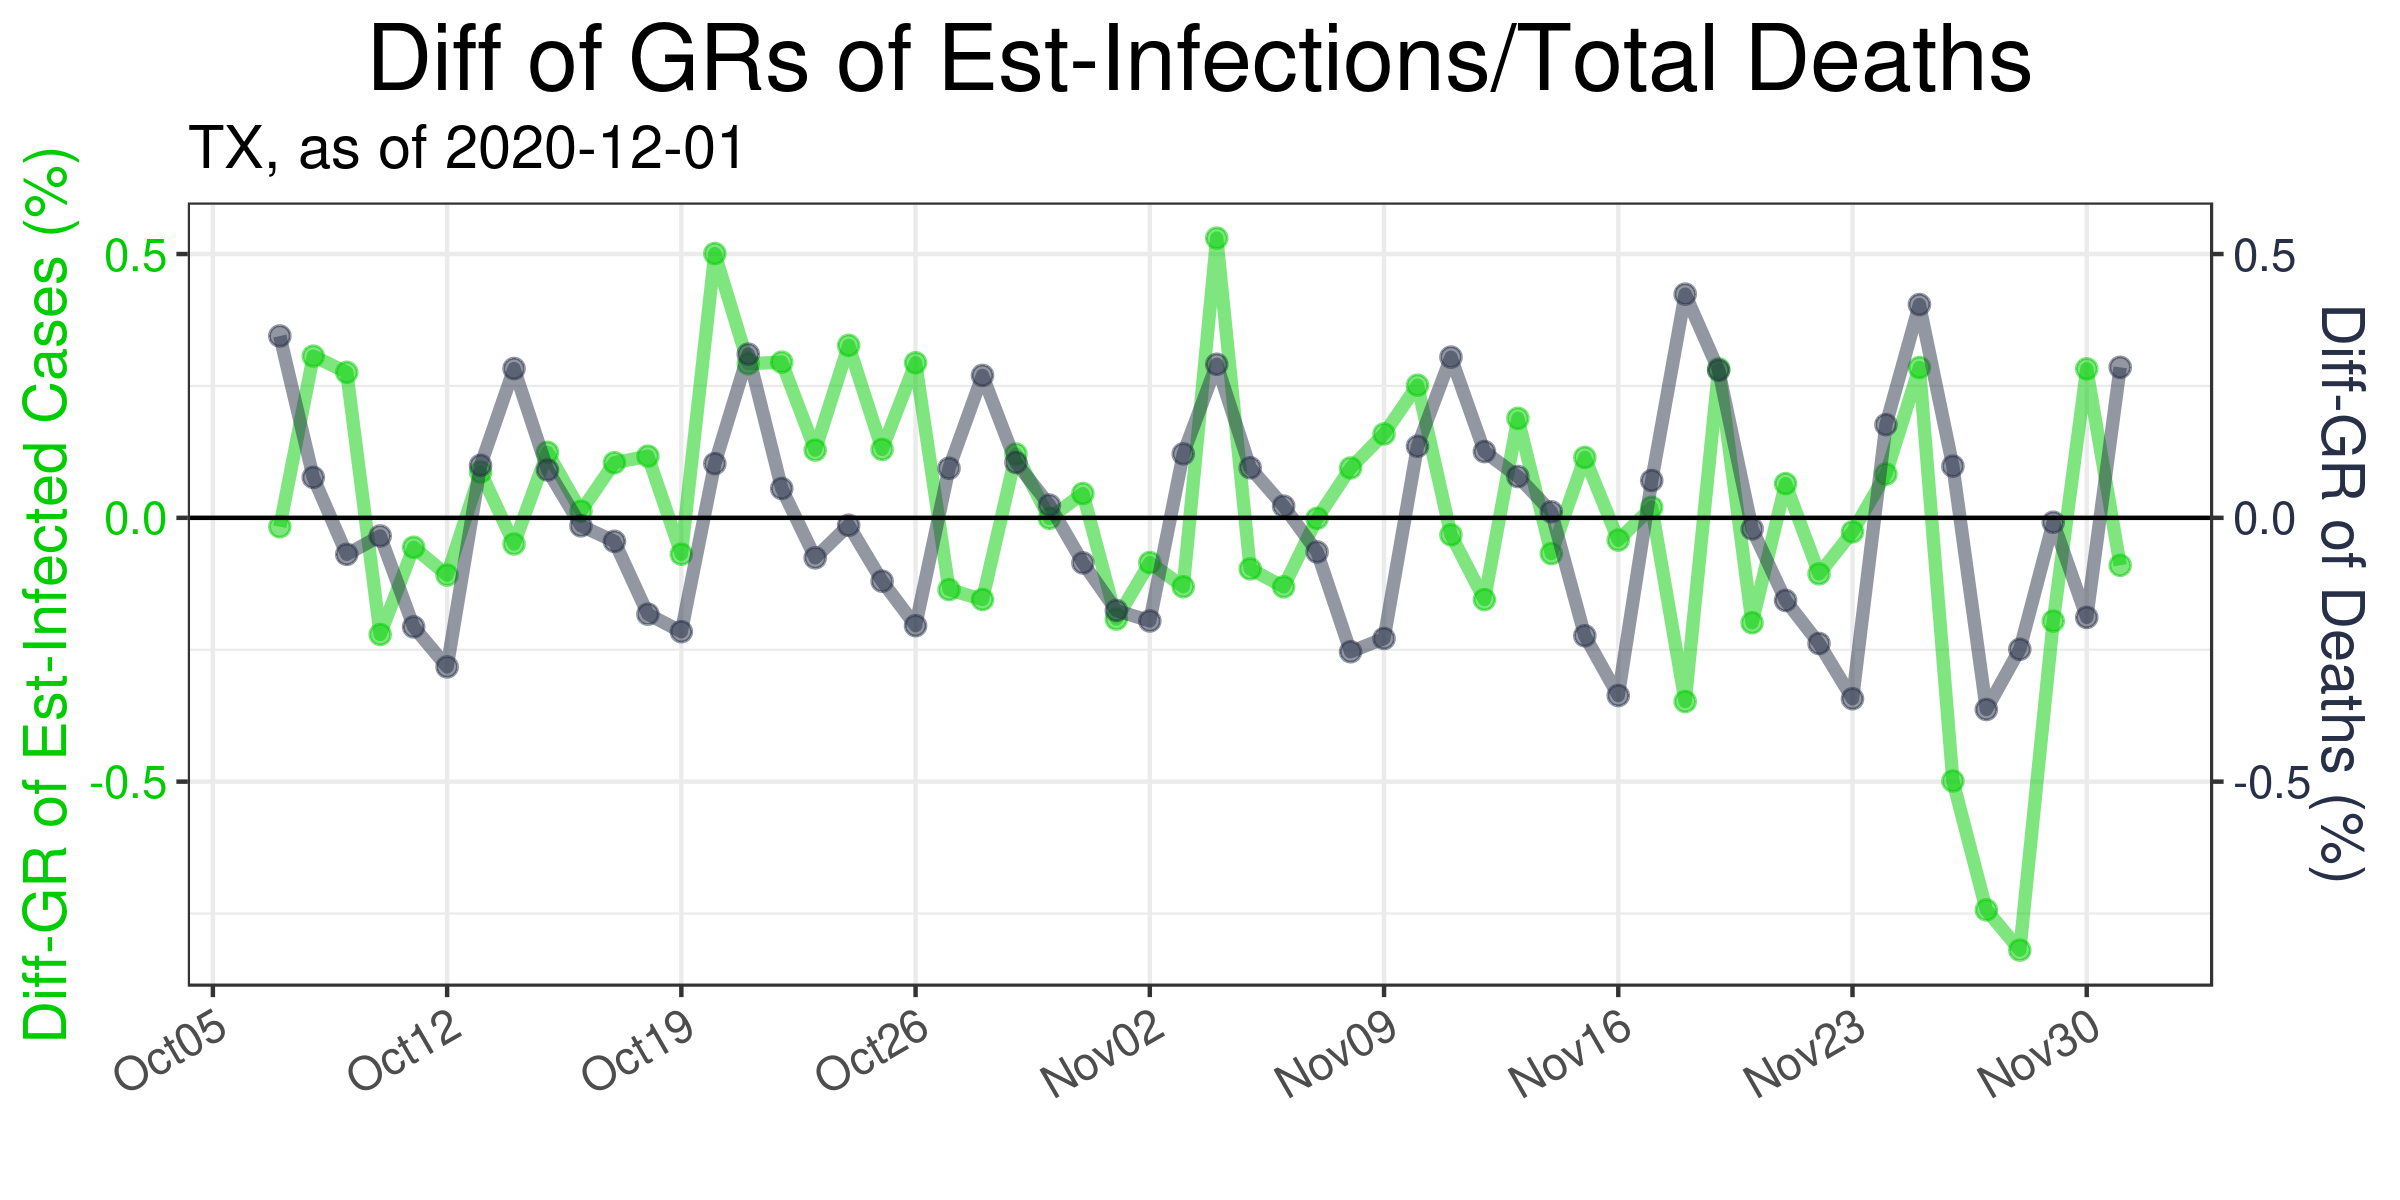 Diff of GRs of Est-Infections/Total Deaths
TX, as of 2020-12-01
Diff-GR of Est-Infected Cases (%)
0.5
0.0
-0.5
0.5
0.0
-0.5
Diff-GR of Deaths (%)
Oct05
Oct12
Oct19
Oct26
Nov02
Nov09
Nov16
Nov23
Nov30